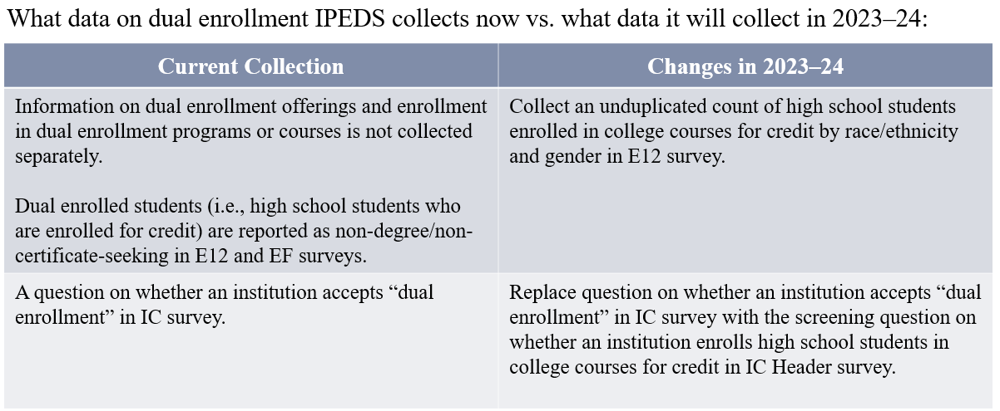 What data on dual enrollment IPEDS collects now vs. what data it will collect in 2023–24:
Current Collection
Changes in 2023–24
Information on dual enrollment offerings and enrollment
in dual enrollment programs or courses is not collected
separately.
Dual enrolled students (i.e., high school students who
are enrolled for credit) are reported as non-degree/non-
certificate-seeking in E12 and EF surveys.
Collect an unduplicated count of high school students
enrolled in college courses for credit by race/ethnicity
and gender in E12 survey.
A question on whether an institution accepts “dual
enrollment” in IC survey.
Replace question on whether an institution accepts “dual
enrollment” in IC survey with the screening question on
whether an institution enrolls high school students in
college courses for credit in IC Header survey.